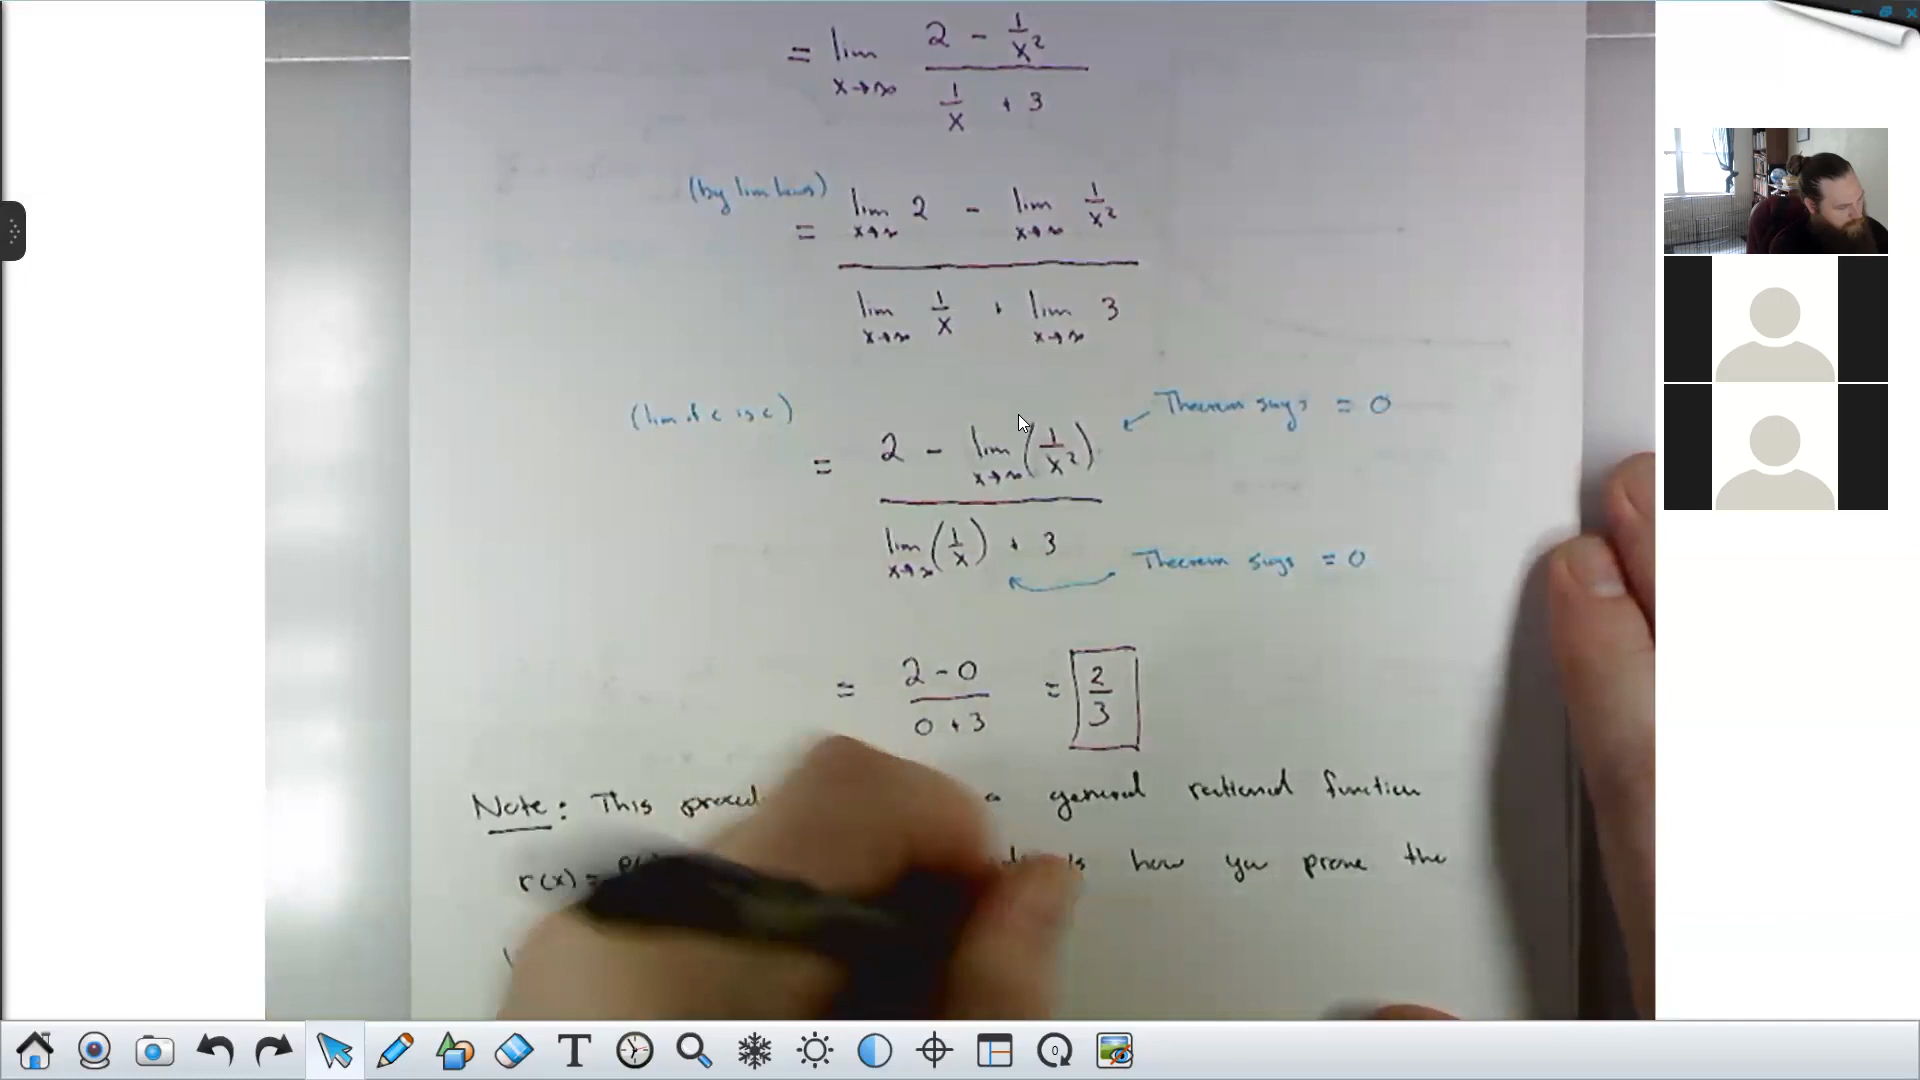 = lim x→∞ (2 - 1/x²) / (1/x + 3)
(by lim laws)
= (lim x→∞ 2 - lim x→∞ 1/x²) / (lim x→∞ 1/x + lim x→∞ 3)
(lim of c is c)
= (2 - lim x→∞ (1/x²)) / (lim x→∞ (1/x) + 3)
Theorem says = 0
Theorem says = 0
= (2 - 0) / (0 + 3) = 2/3
Note: This a general rational function
r(x) = is how you prove the
T
0